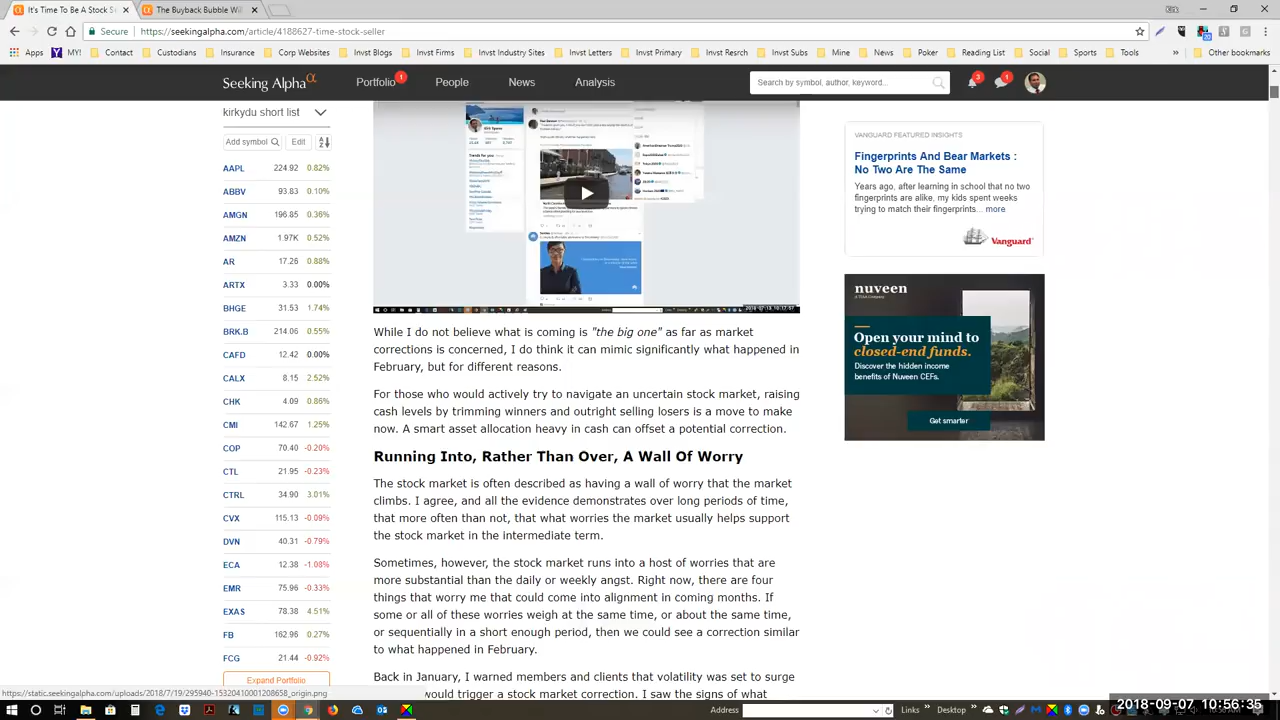 It's Time To Be A Stock S
The Buyback Bubble Wil
Secure
https://seekingalpha.com/article/4188627-time-stock-seller
Apps
MY!
Contact
Custodians
Insurance
Corp Websites
Invst Blogs
Invst Firms
Invst Industry Sites
Invst Letters
Invst Primary
Invst Resrch
Invst Subs
Mine
News
Poker
Reading List
Social
Sports
Tools
Other bookmarks
Seeking Alpha α
Portfolio 1
People
News
Analysis
Search by symbol, author, keyword...
3
1
kirkydu short list
Add symbol
Edit
AAPL 224.92
ABBV 93.83 0.10%
AMGN
AMZN
AR 17.26 0.88%
ARTX 3.33 0.00%
BHGE 31.53 1.74%
BRK.B 214.06 0.55%
CAFD 12.42 0.00%
CALX 8.15 2.52%
CHK 4.09 0.86%
CMI 142.67 1.25%
COP 70.40 -0.20%
CTL 21.95 -0.23%
CTRL 34.90 3.01%
CVX 115.13 -0.09%
DVN 40.31 -0.79%
ECA 12.38 -1.08%
EMR 75.96 -0.33%
EXAS 78.38 4.51%
FB 162.96 0.27%
FCG 21.44 -0.92%
Expand Portfolio
While I do not believe what is coming is "the big one" as far as market
corrections is concerned, I do think it can mimic significantly what happened in
February, but for different reasons.
For those who would actively try to navigate an uncertain stock market, raising
cash levels by trimming winners and outright selling losers is a move to make
now. A smart asset allocation heavy in cash can offset a potential correction.
Running Into, Rather Than Over, A Wall Of Worry
The stock market is often described as having a wall of worry that the market
climbs. I agree, and all the evidence demonstrates over long periods of time,
that more often than not, that what worries the market usually helps support
the stock market in the intermediate term.
Sometimes, however, the stock market runs into a host of worries that are
more substantial than the daily or weekly angst. Right now, there are four
things that worry me that could come into alignment in coming months. If
some or all of these worries weigh at the same time, or about the same time,
or sequentially in a short enough period, then we could see a correction similar
to what happened in February.
Back in January, I warned members and clients that volatility was set to surge
would trigger a stock market correction. I saw the signs of what
VANGUARD FEATURED INSIGHTS
Fingerprints And Bear Markets :
No Two Are The Same
Years ago, after learning in school that no two
fingerprints are alike, my kids spent weeks
trying to match their fingerprints. more
Vanguard
nuveen
A TIAA Company
Open your mind to
closed-end funds.
Discover the hidden income
benefits of Nuveen CEFs.
Get smarter
https://static.seekingalpha.com/uploads/2018/7/19/295940-15320410001208658_origin.png
Address
Links
Desktop
2018-09-07 10:56:35